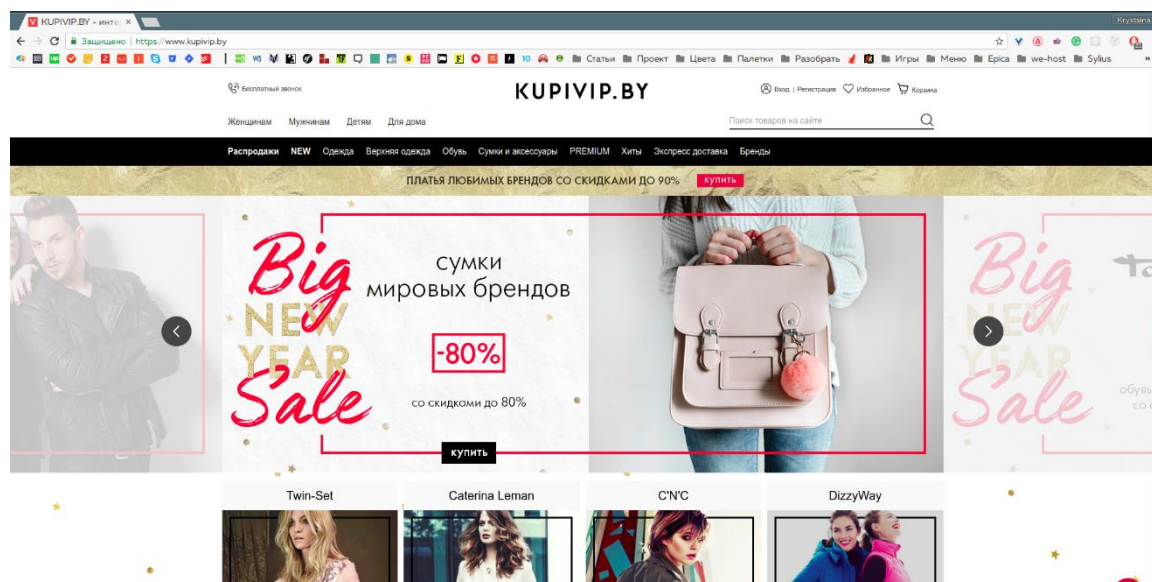 KUPIVIP.BY - инте
Krystsina
Защищено https://www.kupivip.by
10 Статьи Проект Цвета Палетки Разобрать Игры Меню Epica we-host Sylius »
Бесплатный звонок
KUPIVIP.BY
Вход | Регистрация Избранное Корзина
Женщинам Мужчинам Детям Для дома
Поиск товаров на сайте
Распродажи NEW Одежда Верхняя одежда Обувь Сумки и аксессуары PREMIUM Хиты Экспресс доставка Бренды
ПЛАТЬЯ ЛЮБИМЫХ БРЕНДОВ СО СКИДКАМИ ДО 90% купить
Big
NEW
YEAR
Sale
сумки
мировых брендов
-80%
со скидками до 80%
купить
Big
NEW
YEAR
Sale
Twin-Set Caterina Leman C'N'C DizzyWay